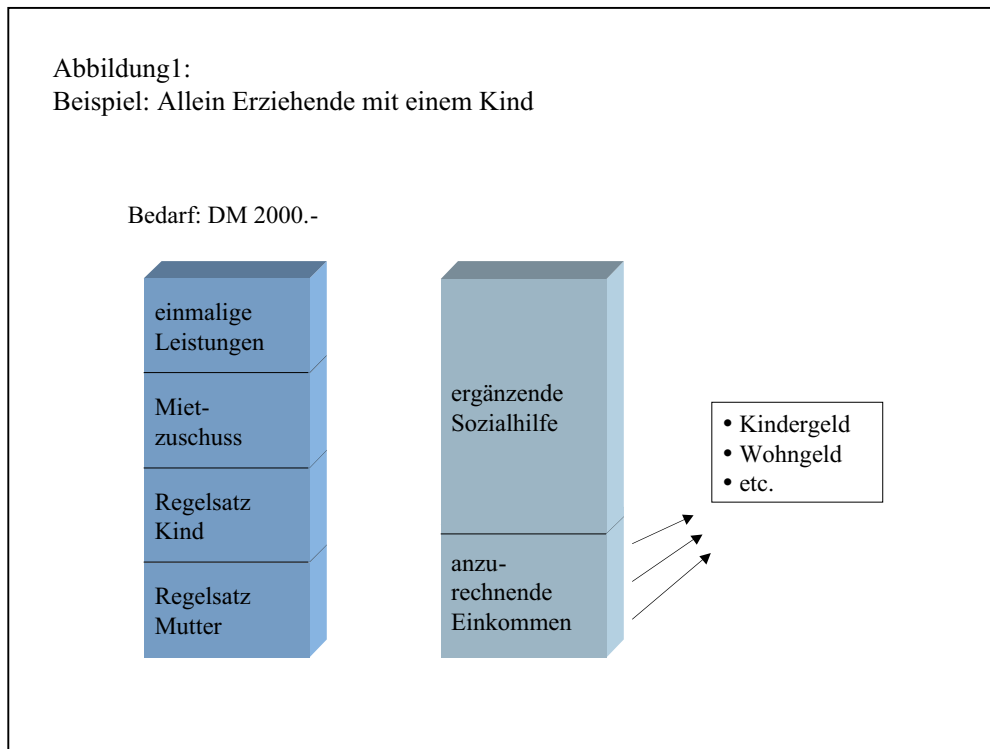 Abbildung1:
Beispiel: Allein Erziehende mit einem Kind
Bedarf: DM 2000.-
einmalige
Leistungen
Miet-
zuschuss
Regelsatz
Kind
Regelsatz
Mutter
ergänzende
Sozialhilfe
anzu-
rechnende
Einkommen
• Kindergeld
• Wohngeld
• etc.